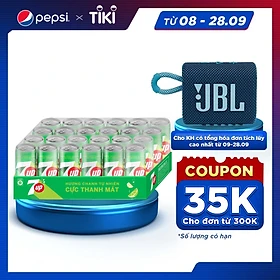 pepsi × TIKI
TỪ 08 - 28.09
JBL
Cho KH có tổng hóa đơn tích lũy
cao nhất từ 09-28.09
7UP
HƯƠNG CHANH TỰ NHIÊN
CỰC THANH MÁT
COUPON
35K
Cho đơn từ 300K
*Số lượng có hạn